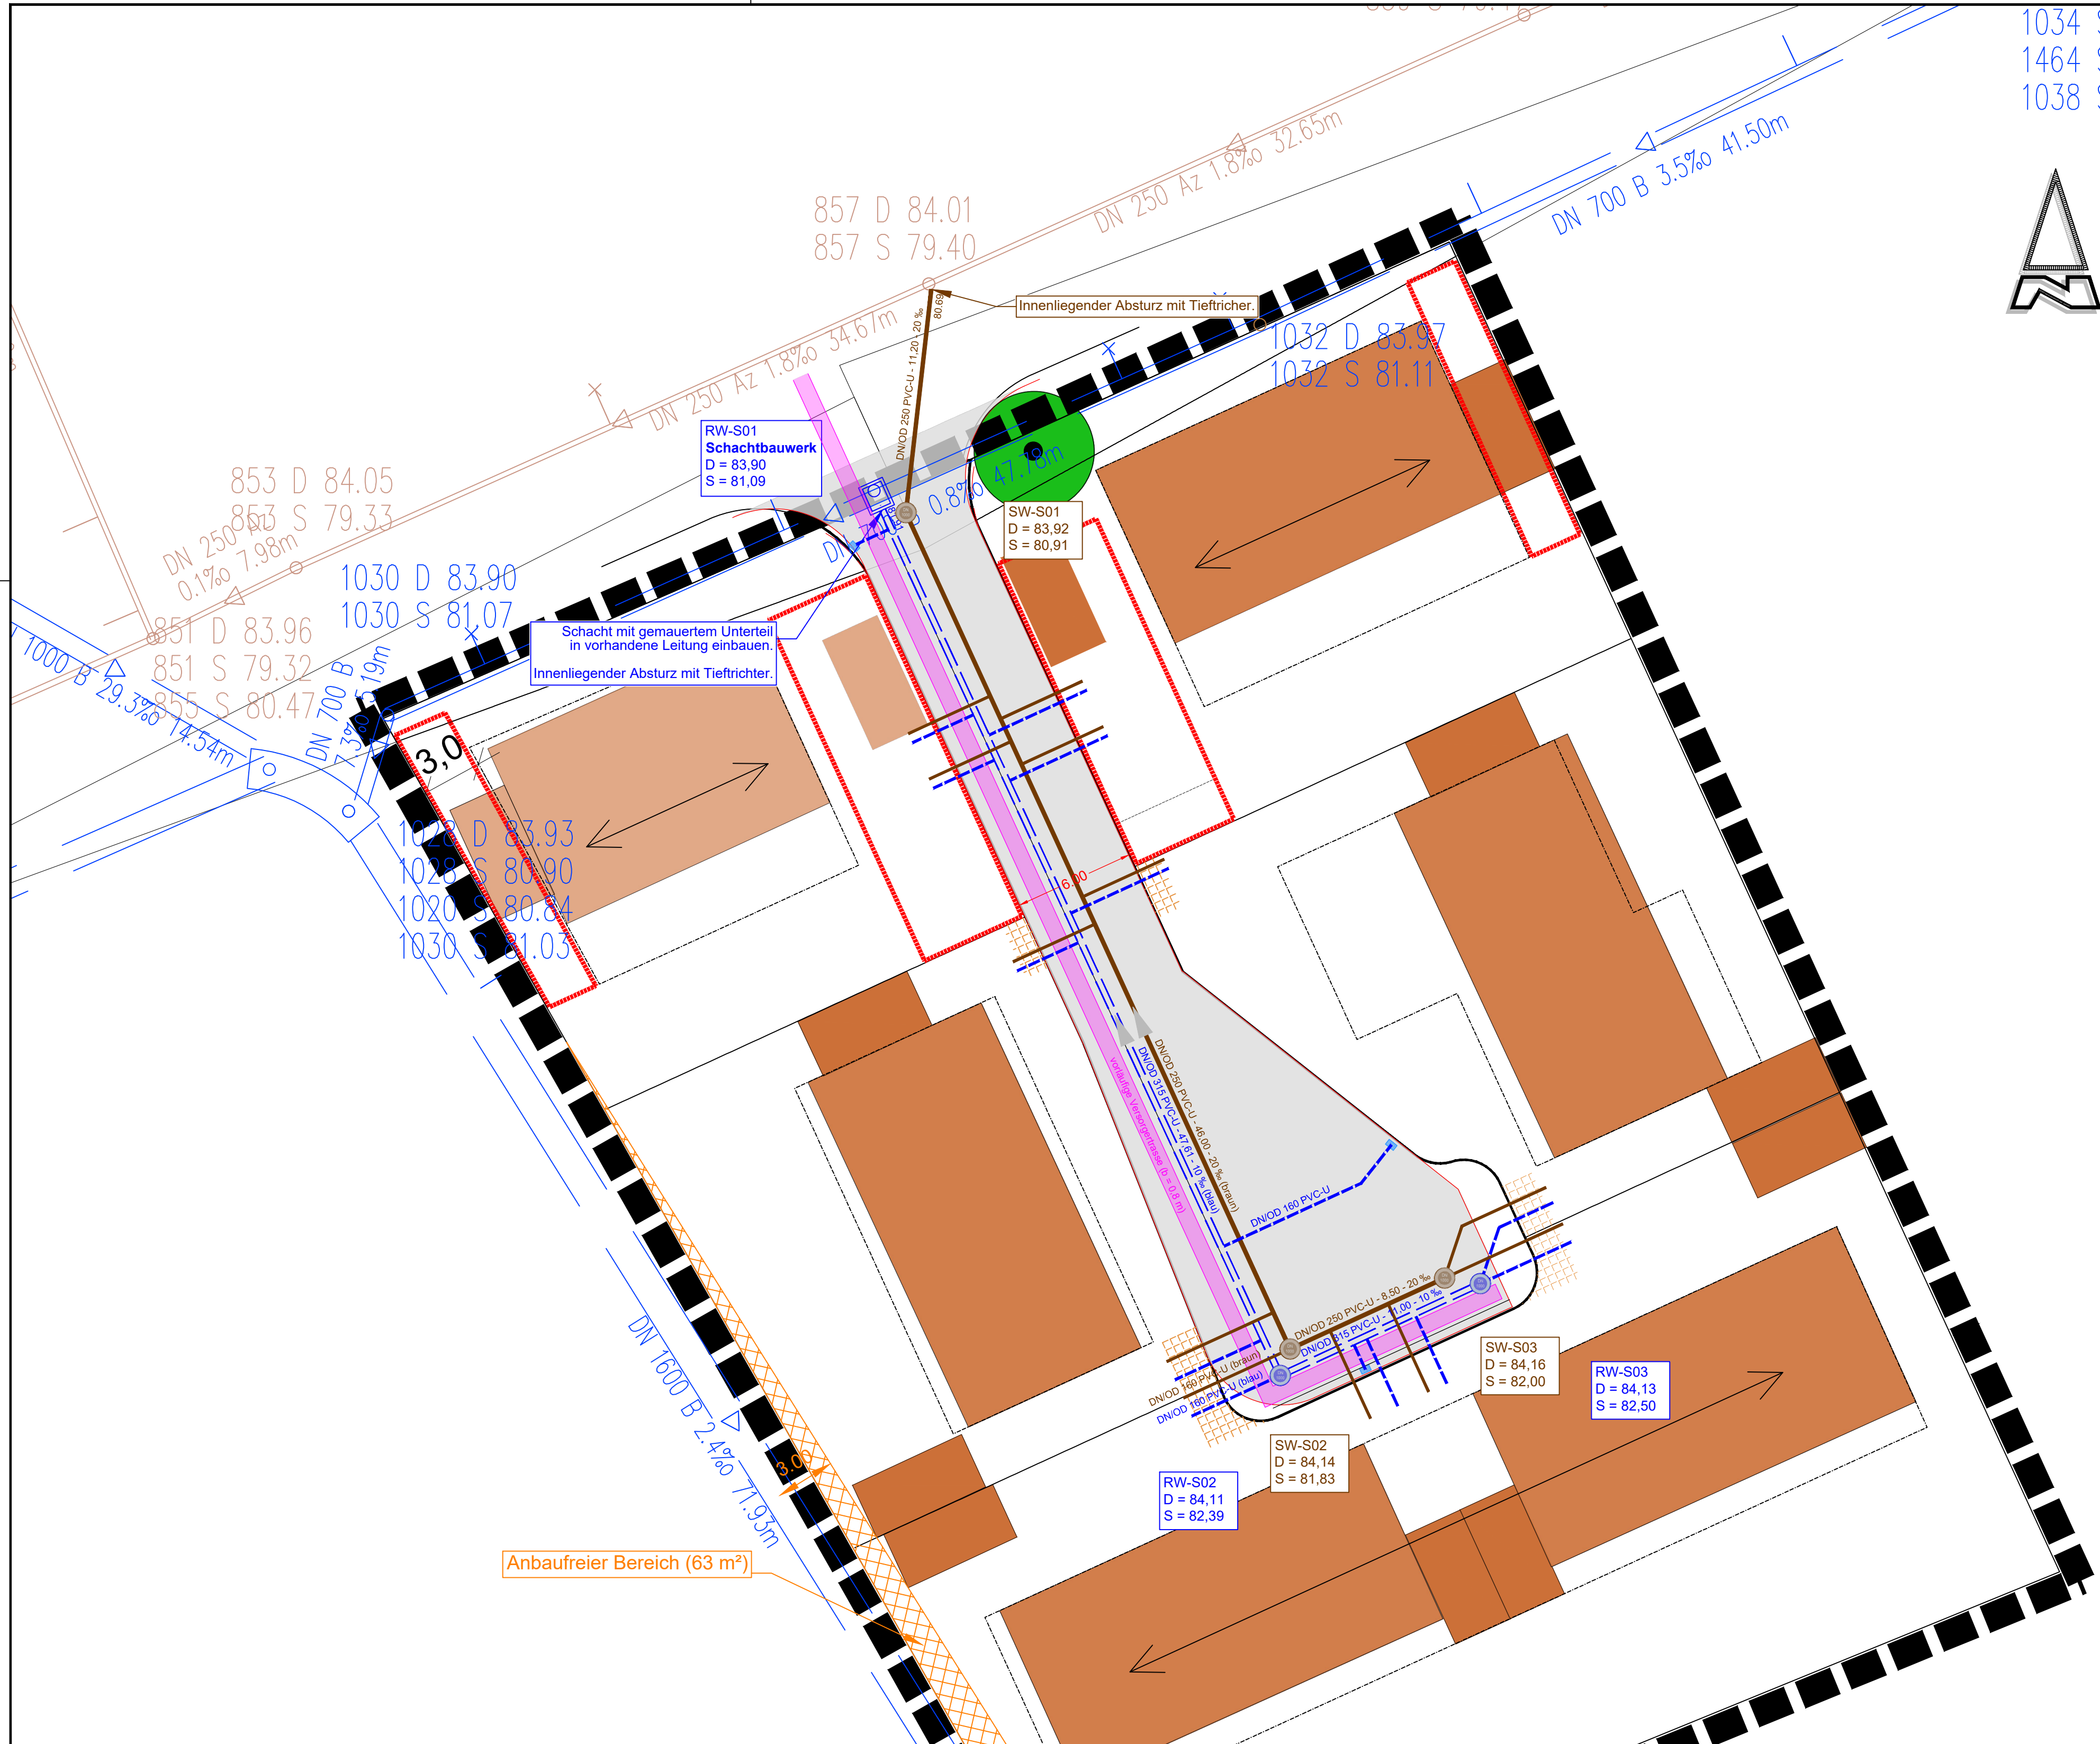 1034 S
1464 S
1038 S
DN 700 B 3.5‰ 41.50m
DN 250 Az 1.8‰ 32.65m
857 D 84.01
857 S 79.40
Innenliegender Absturz mit Tieftricher.
80.69
DN/OD 250 PVC-U - 11,20 - 20 ‰
1032 D 83.97
1032 S 81.11
DN 250 Az 1.8‰ 34.67m
RW-S01
Schachtbauwerk
D = 83,90
S = 81,09
0.8‰ 47.78m
853 D 84.05
853 S 79.33
DN 250 Az
0.1‰ 7.98m
SW-S01
D = 83,92
S = 80,91
1030 D 83.90
1030 S 81.07
851 D 83.96
851 S 79.32
855 S 80.47
1000 B 29.3‰ 14.54m
DN 700 B
7.3‰ 5.19m
Schacht mit gemauertem Unterteil
in vorhandene Leitung einbauen.
Innenliegender Absturz mit Tieftrichter.
3,0
1028 D 83.93
1028 S 80.90
1020 S 80.84
1030 S 81.03
6.00
DN/OD 250 PVC-U - 46,00 - 20 ‰ (braun)
DN/OD 315 PVC-U - 47,61 - 10 ‰ (blau)
vorläufige Versorgertrasse (b = 0,8 m)
DN/OD 160 PVC-U
DN/OD 250 PVC-U - 8,50 - 20 ‰
DN/OD 315 PVC-U - 11,00 - 10 ‰
DN/OD 160 PVC-U (braun)
DN/OD 160 PVC-U (blau)
SW-S03
D = 84,16
S = 82,00
RW-S03
D = 84,13
S = 82,50
SW-S02
D = 84,14
S = 81,83
RW-S02
D = 84,11
S = 82,39
DN 1600 B 2.4‰ 71.93m
3.00
Anbaufreier Bereich (63 m²)